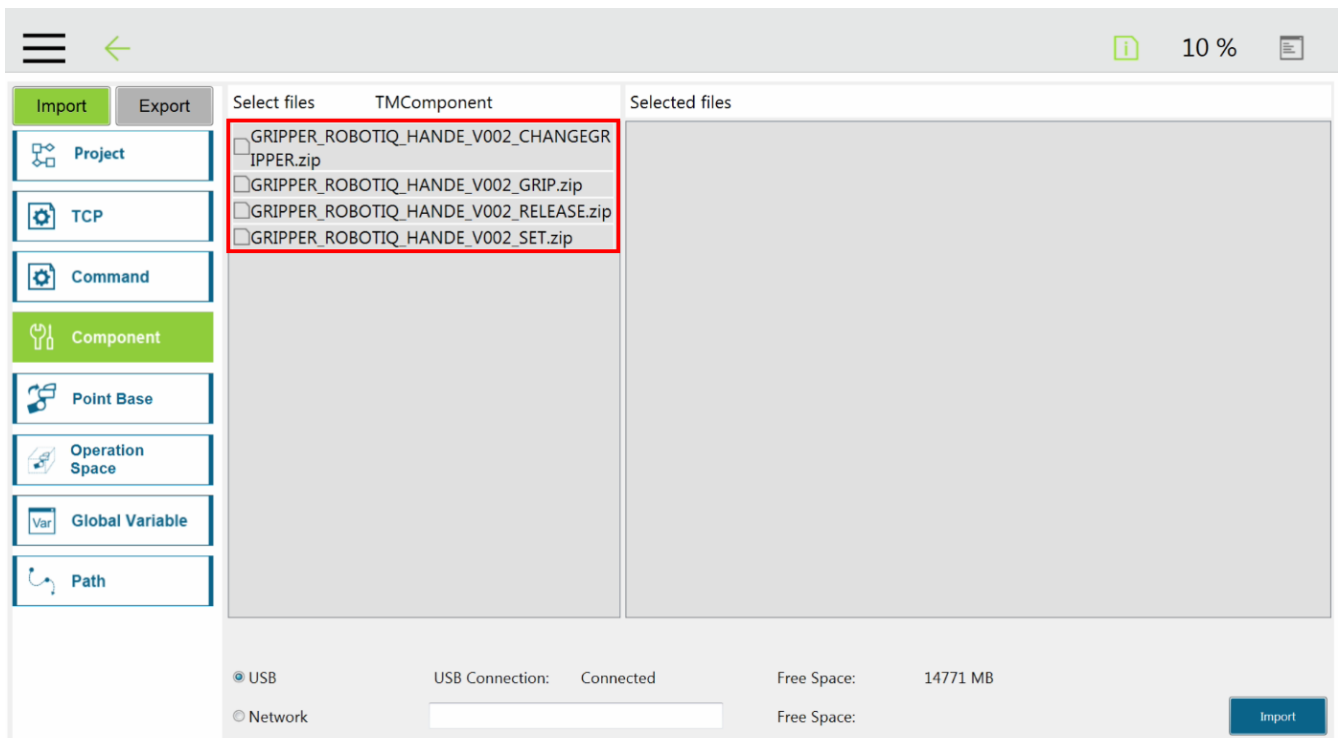 10 %
Import
Export
Select files
TMComponent
Selected files
Project
TCP
Command
Component
Point Base
Operation
Space
Var
Global Variable
Path
GRIPPER_ROBOTIQ_HANDE_V002_CHANGEGR
IPPER.zip
GRIPPER_ROBOTIQ_HANDE_V002_GRIP.zip
GRIPPER_ROBOTIQ_HANDE_V002_RELEASE.zip
GRIPPER_ROBOTIQ_HANDE_V002_SET.zip
USB
USB Connection:
Connected
Free Space:
14771 MB
Network
Free Space:
Import